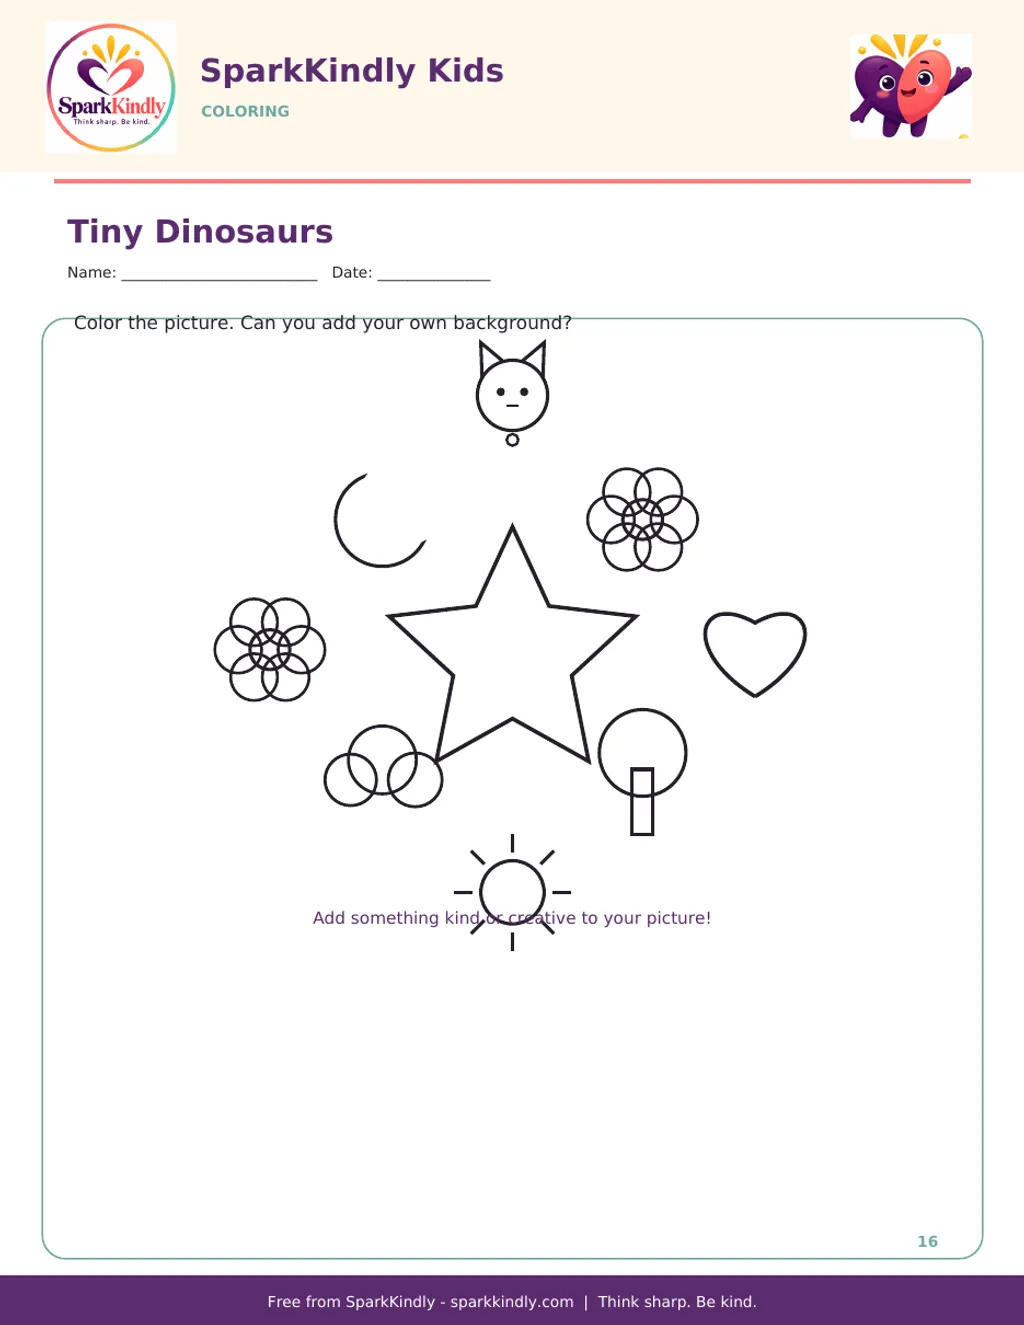 SparkKindly
Think sharp. Be kind.
SparkKindly Kids
COLORING
Tiny Dinosaurs
Name: __________________________ Date: _______________
Color the picture. Can you add your own background?
Add something kind or creative to your picture!
16
Free from SparkKindly - sparkkindly.com | Think sharp. Be kind.